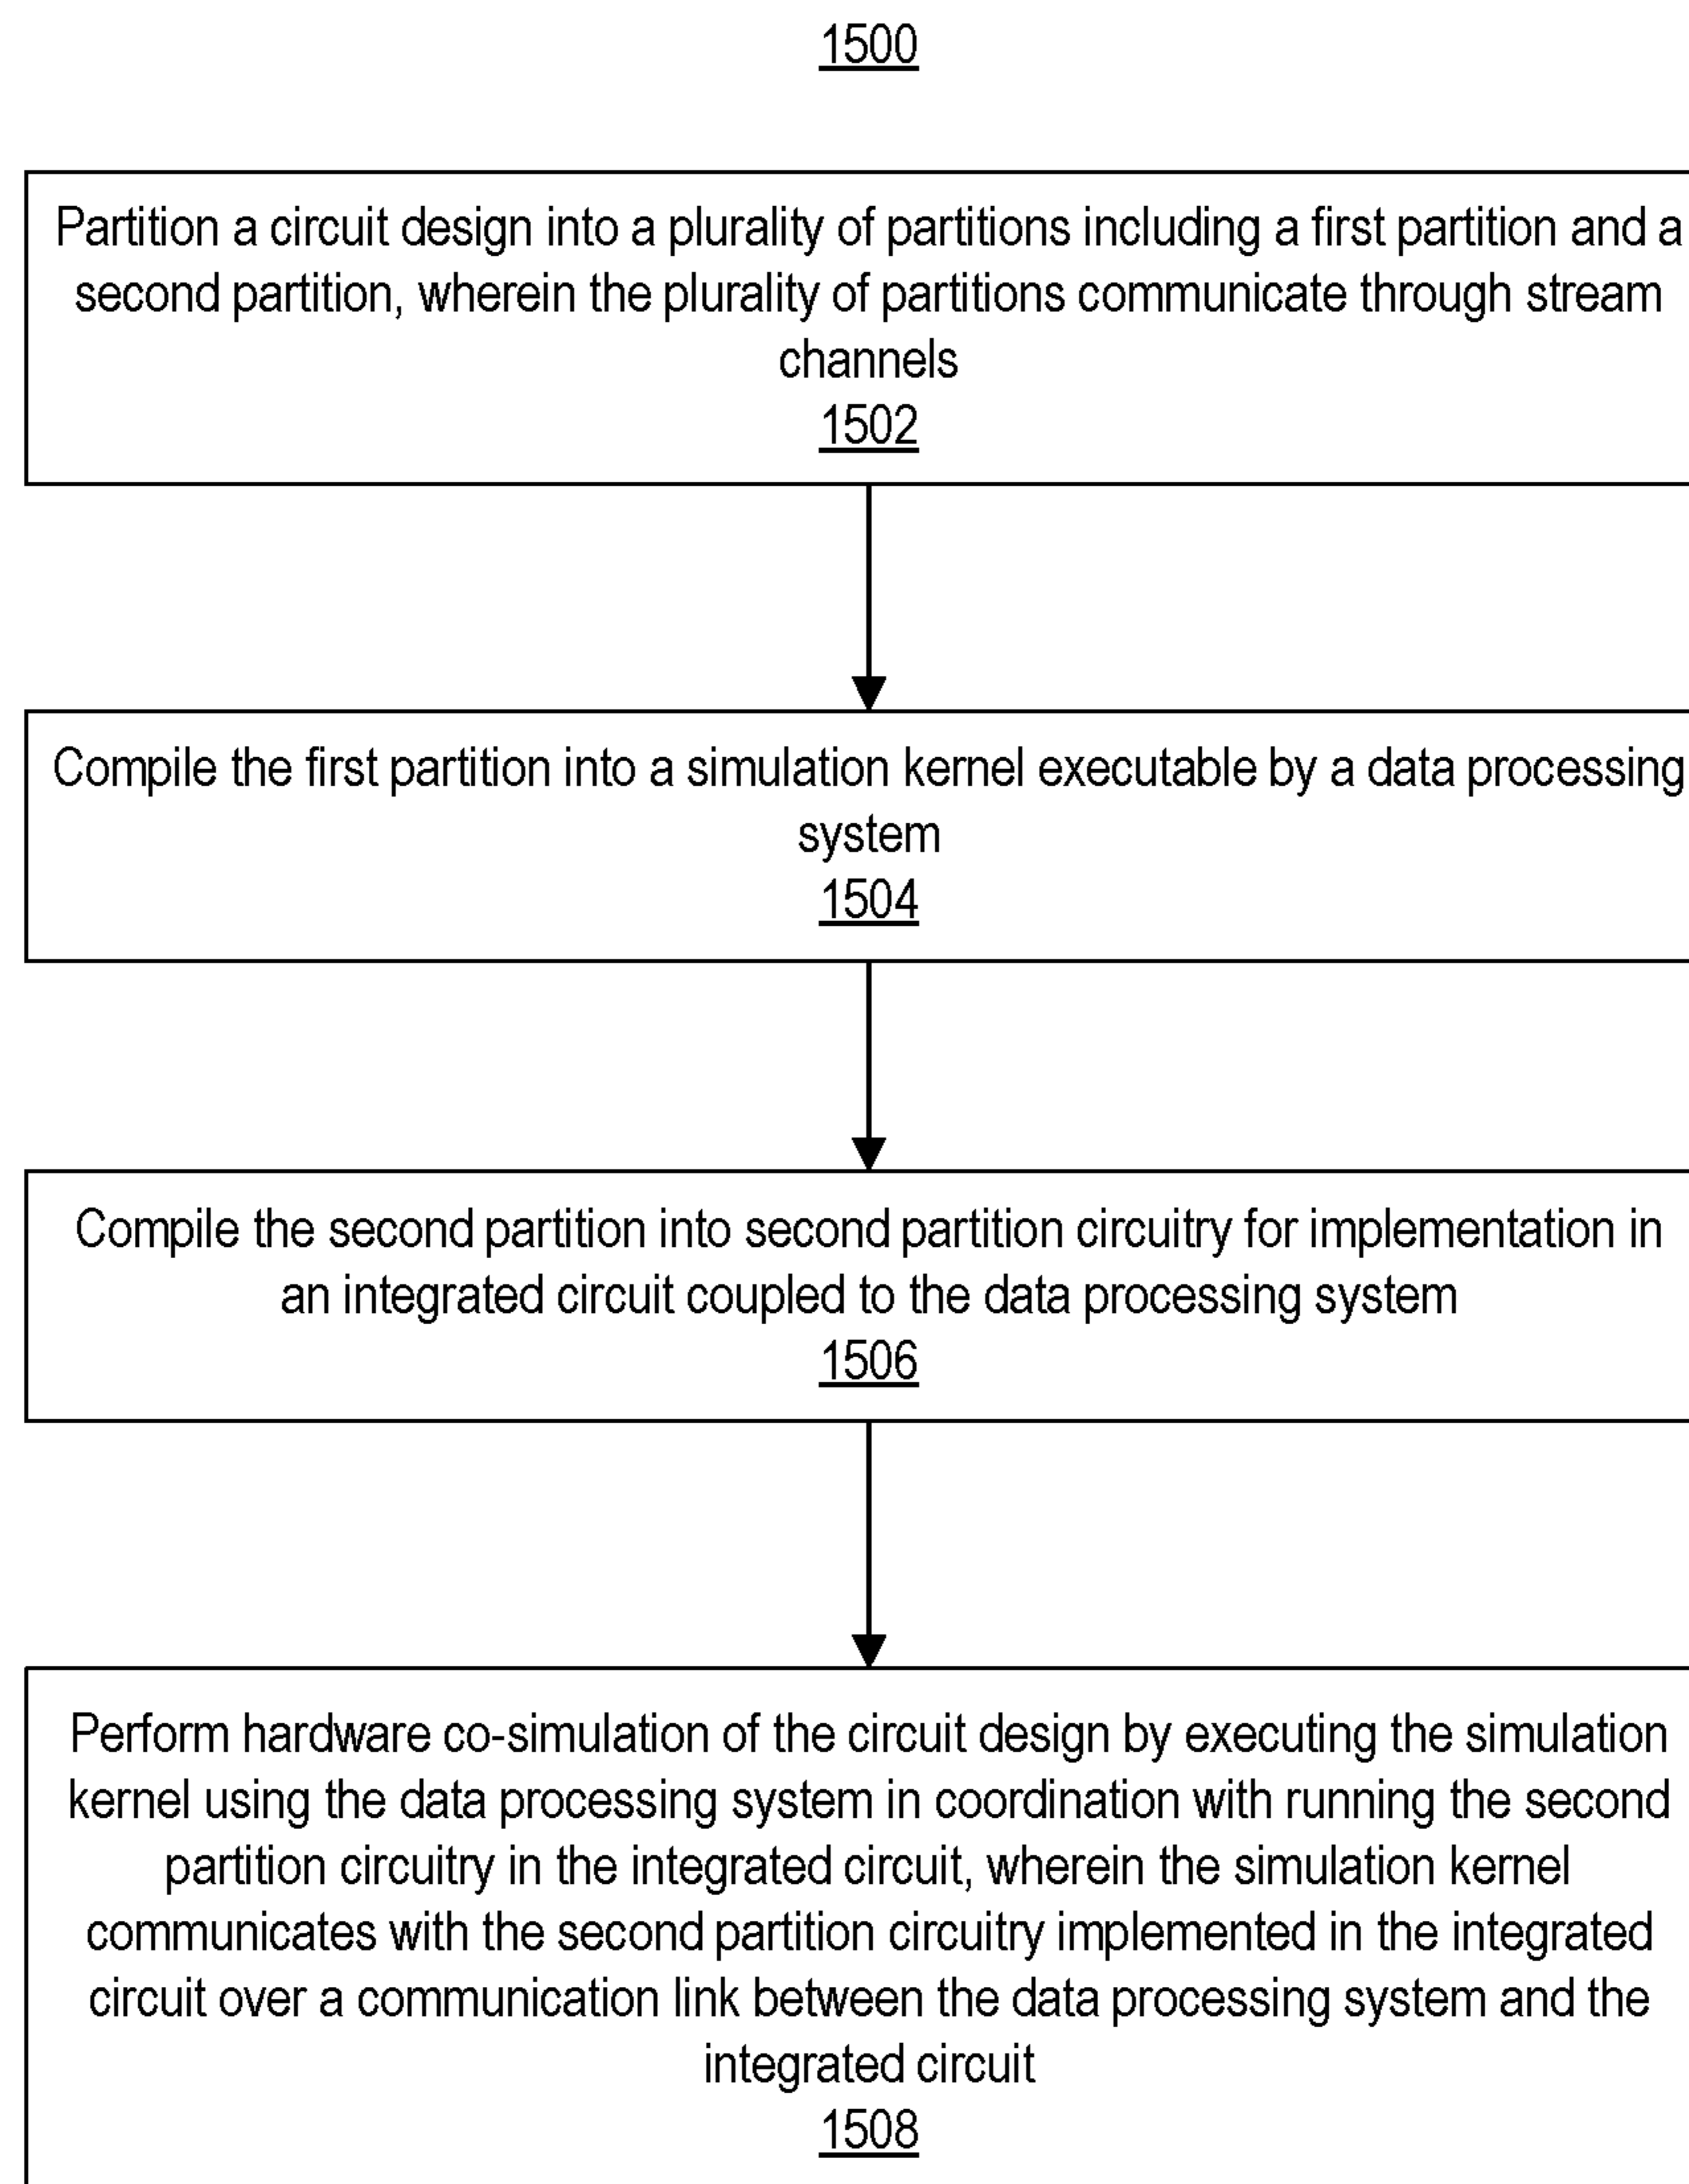 1500
Partition a circuit design into a plurality of partitions including a first partition and a
second partition, wherein the plurality of partitions communicate through stream
channels
1502
Compile the first partition into a simulation kernel executable by a data processing
system
1504
Compile the second partition into second partition circuitry for implementation in
an integrated circuit coupled to the data processing system
1506
Perform hardware co-simulation of the circuit design by executing the simulation
kernel using the data processing system in coordination with running the second
partition circuitry in the integrated circuit, wherein the simulation kernel
communicates with the second partition circuitry implemented in the integrated
circuit over a communication link between the data processing system and the
integrated circuit
1508